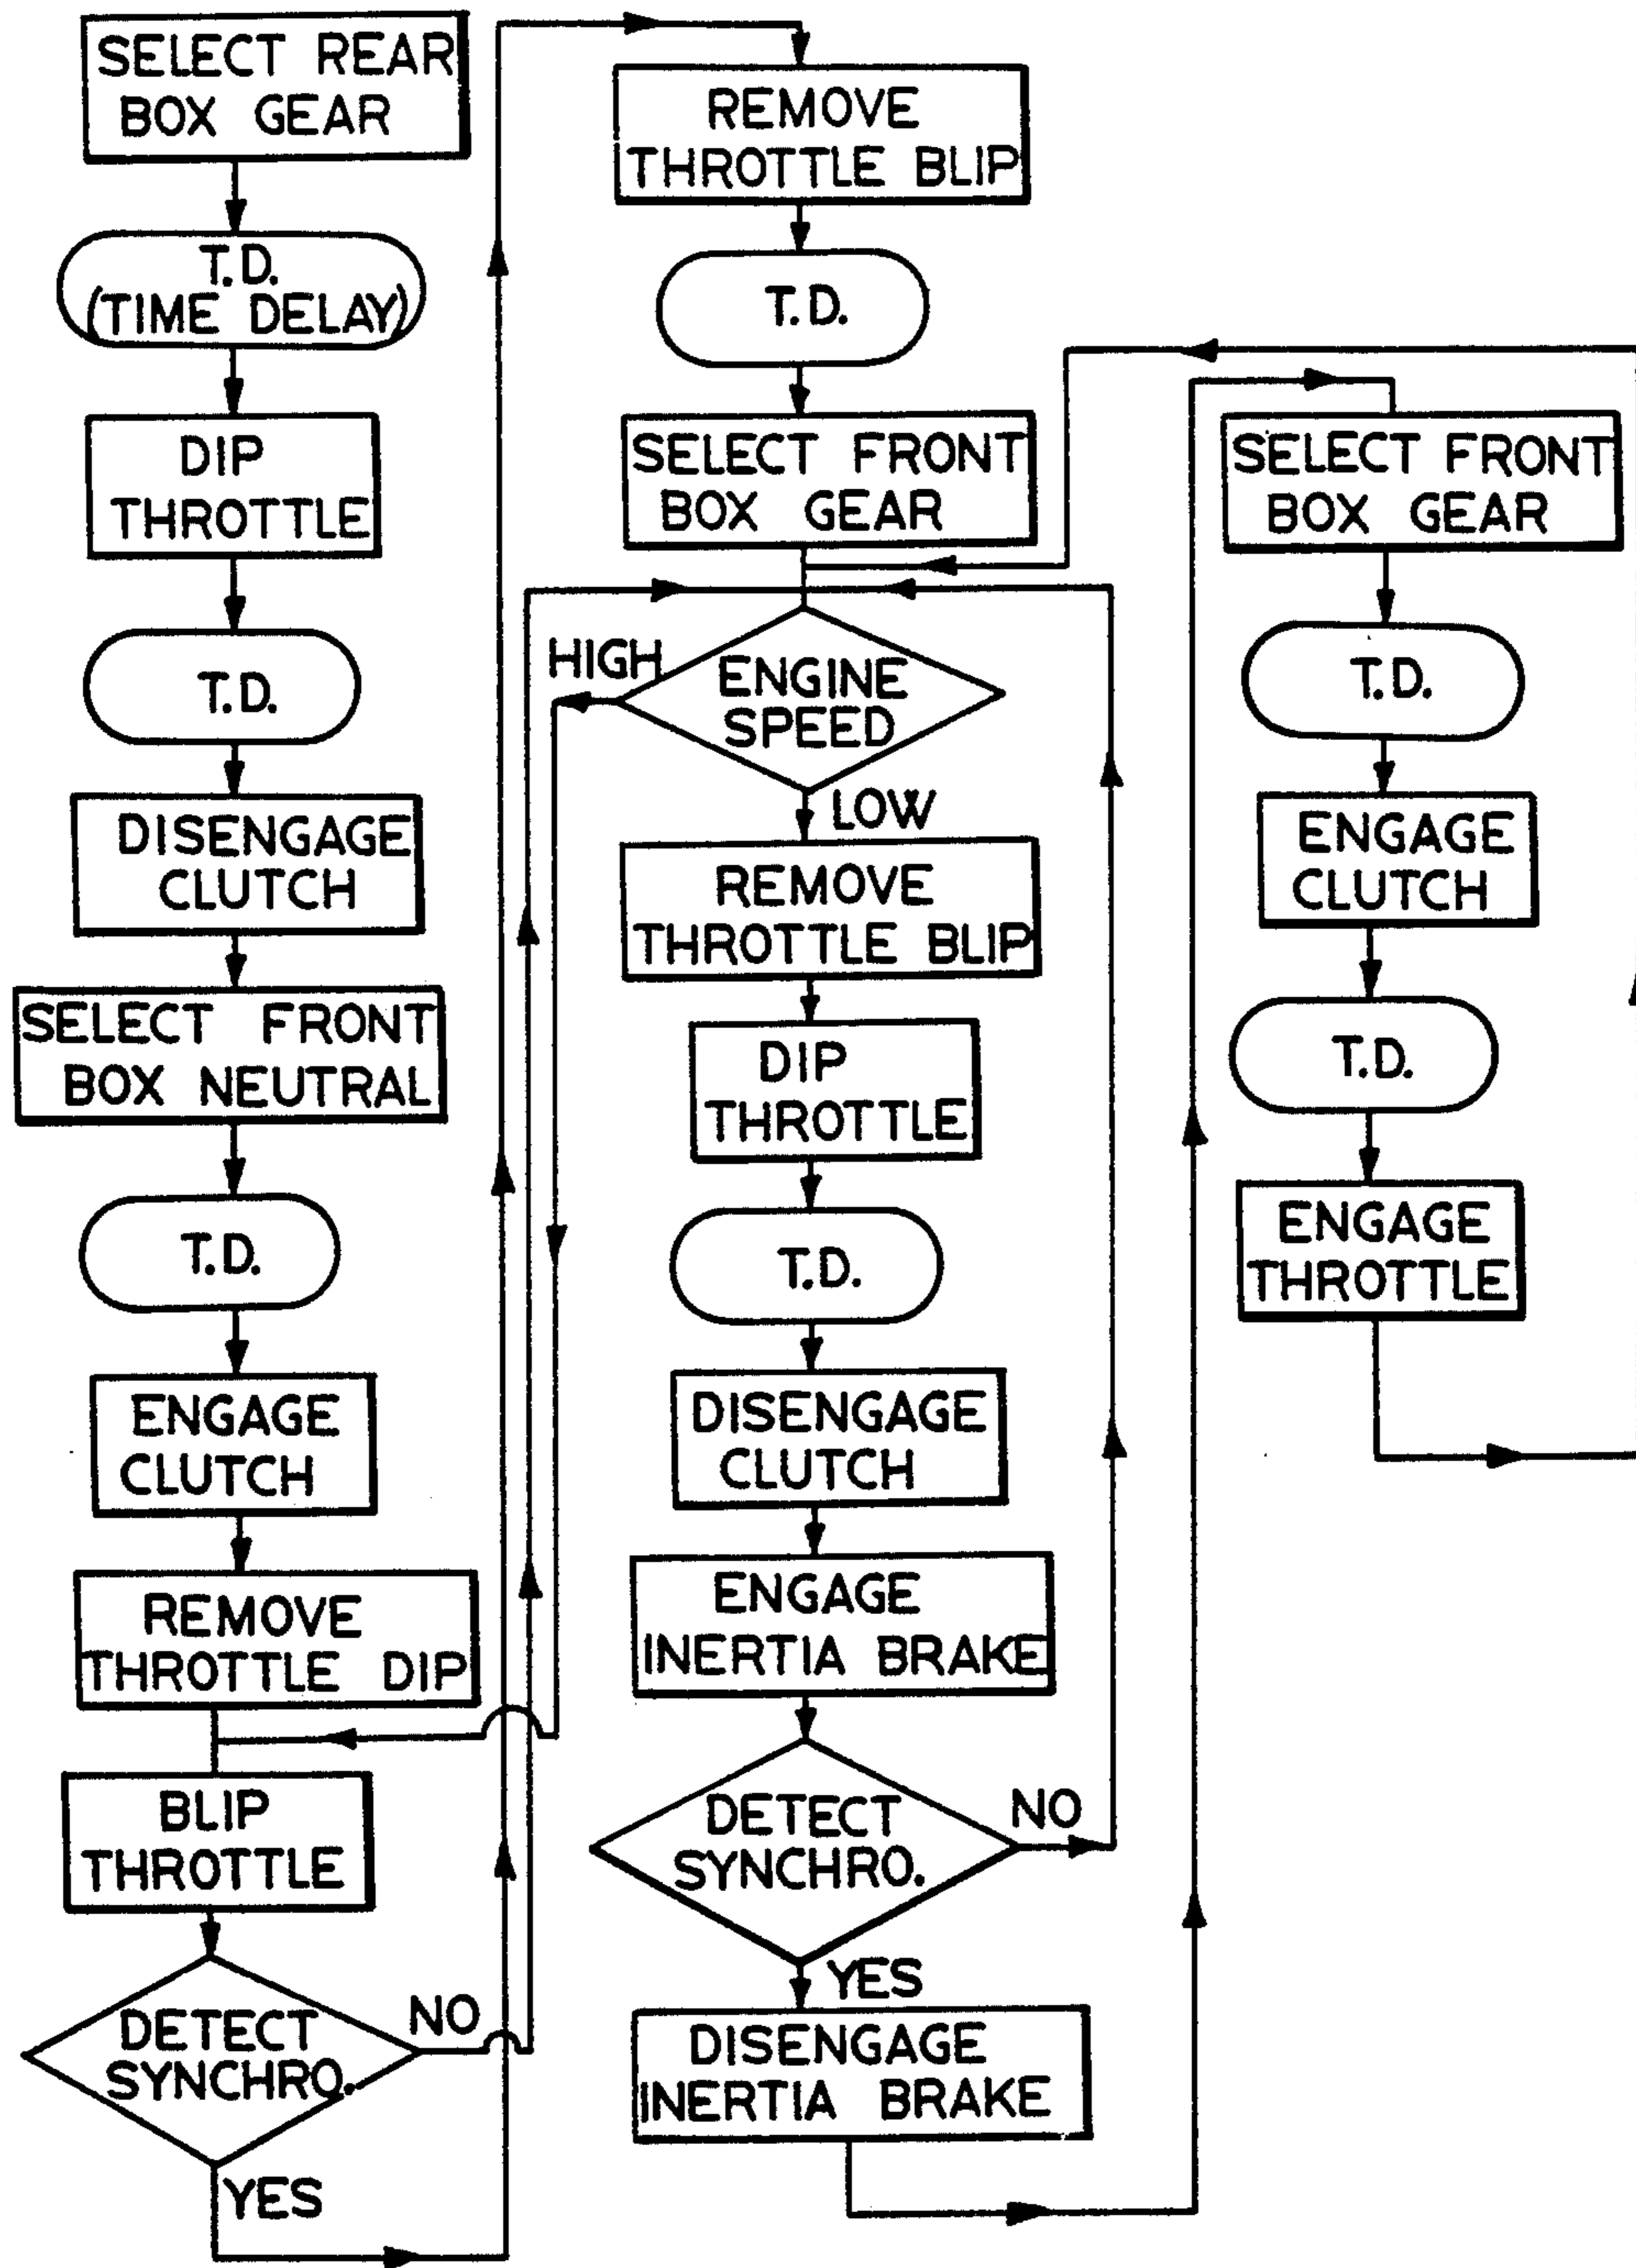 SELECT REAR
BOX GEAR
T.D.
(TIME DELAY)
DIP
THROTTLE
T.D.
DISENGAGE
CLUTCH
SELECT FRONT
BOX NEUTRAL
T.D.
ENGAGE
CLUTCH
REMOVE
THROTTLE DIP
BLIP
THROTTLE
DETECT
SYNCHRO.
NO
YES
REMOVE
THROTTLE BLIP
T.D.
SELECT FRONT
BOX GEAR
HIGH
ENGINE
SPEED
LOW
REMOVE
THROTTLE BLIP
DIP
THROTTLE
T.D.
DISENGAGE
CLUTCH
ENGAGE
INERTIA BRAKE
DETECT
SYNCHRO.
NO
YES
DISENGAGE
INERTIA BRAKE
SELECT FRONT
BOX GEAR
T.D.
ENGAGE
CLUTCH
T.D.
ENGAGE
THROTTLE